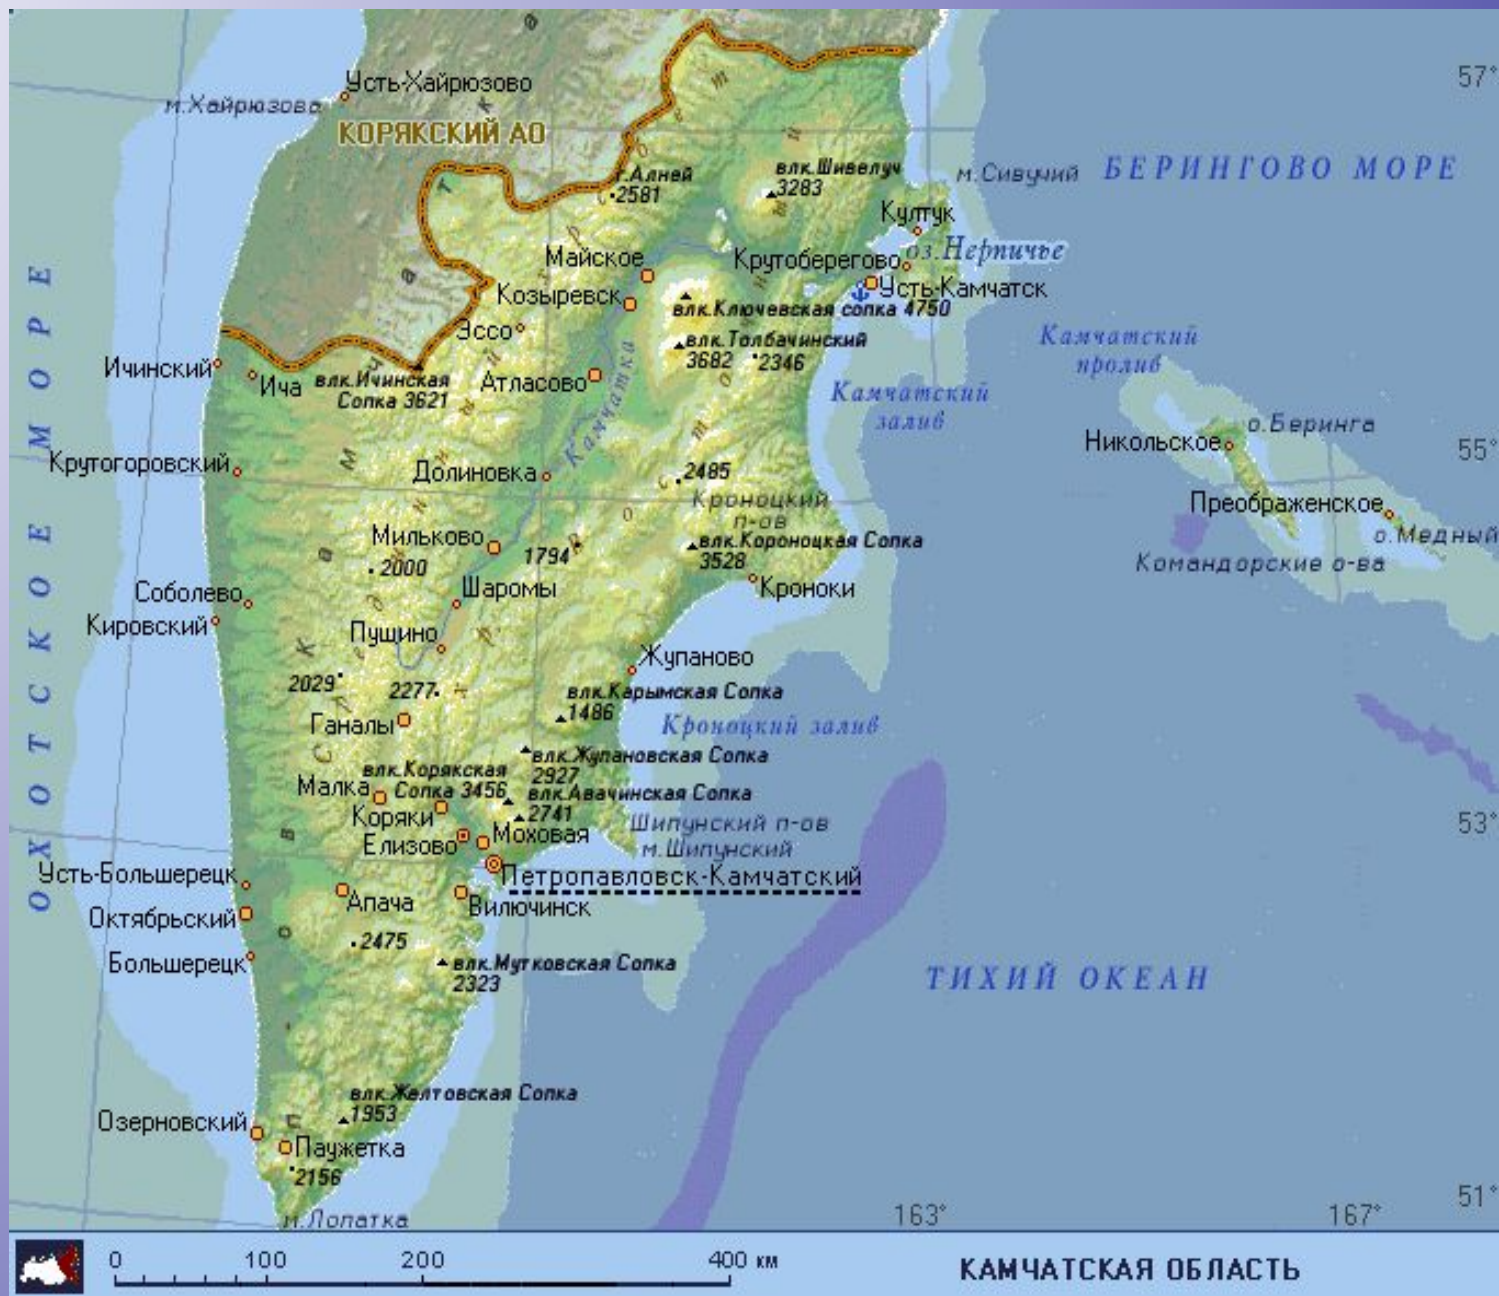 57°
Усть-Хайрюзово
м.Хайрюзова
КОРЯКСКИЙ АО
г.Алней
2581
влк.Шивелуч
3283
м.Сивучий
БЕРИНГОВО МОРЕ
Култук
оз.Нерпичье
Крутоберегово
Майское
Усть-Камчатск
Козыревск
влк.Ключевская сопка 4750
Эссо
влк.Толбачинский
3682
2346
Камчатский
пролив
Ичинский
Ича
влк.Ичинская
Сопка 3621
Атласово
Камчатка
Камчатский
залив
о.Беринга
Никольское
55°
Крутогоровский
Долиновка
2485
Кроноцкий
п-ов
Преображенское
о.Медный
Командорские о-ва
Мильково
1794
влк.Короноцкая Сопка
3528
2000
Кроноки
Соболево
Шаромы
Кировский
Пущино
Жупаново
2029
2277
влк.Карымская Сопка
1486
Ганалы
Кроноцкий залив
влк.Жупановская Сопка
2927
влк.Корякская
Сопка 3456
Малка
влк.Авачинская Сопка
2741
Коряки
Шипунский п-ов
53°
Елизово
Моховая
м.Шипунский
Усть-Большерецк
Петропавловск-Камчатский
Апача
Вилючинск
Октябрьский
2475
Большерецк
влк.Мутковская Сопка
2323
ТИХИЙ ОКЕАН
ОХОТСКОЕ МОРЕ
влк.Желтовская Сопка
1953
Озерновский
Паужетка
2156
51°
м.Лопатка
163°
167°
0 100 200 400 км
КАМЧАТСКАЯ ОБЛАСТЬ